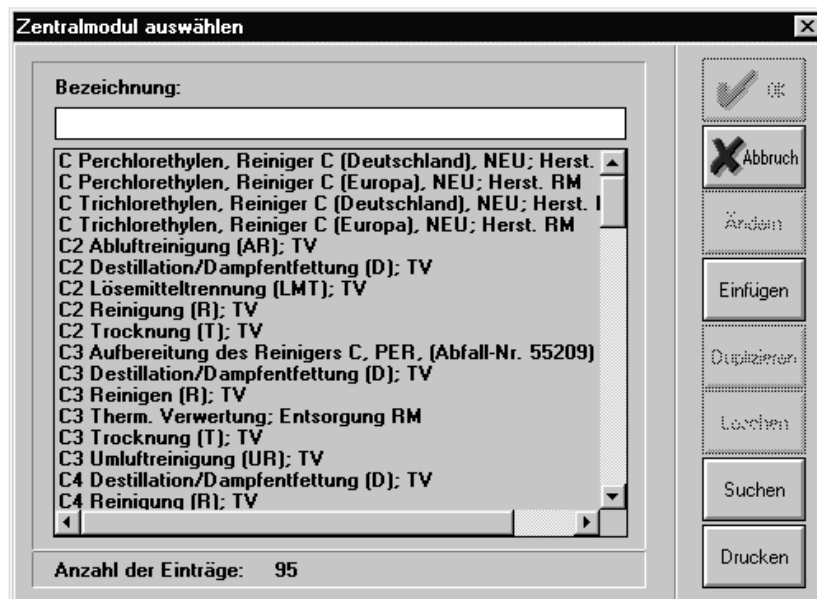 Zentralmodul auswählen
Bezeichnung:
C Perchlorethylen, Reiniger C (Deutschland), NEU; Herst.
C Perchlorethylen, Reiniger C (Europa), NEU; Herst. RM
C Trichlorethylen, Reiniger C (Deutschland), NEU; Herst.
C Trichlorethylen, Reiniger C (Europa), NEU; Herst. RM
C2 Abluftreinigung (AR); TV
C2 Destillation/Dampfentfettung (D); TV
C2 Lösemitteltrennung (LMT); TV
C2 Reinigung (R); TV
C2 Trocknung (T); TV
C3 Aufbereitung des Reinigers C, PER, (Abfall-Nr. 55209)
C3 Destillation/Dampfentfettung (D); TV
C3 Reinigen (R); TV
C3 Therm. Verwertung; Entsorgung RM
C3 Trocknung (T); TV
C3 Umluftreinigung (UR); TV
C4 Destillation/Dampfentfettung (D); TV
C4 Reinigung (R); TV
Anzahl der Einträge: 95
OK
Abbruch
Ändern
Einfügen
Duplizieren
Löschen
Suchen
Drucken